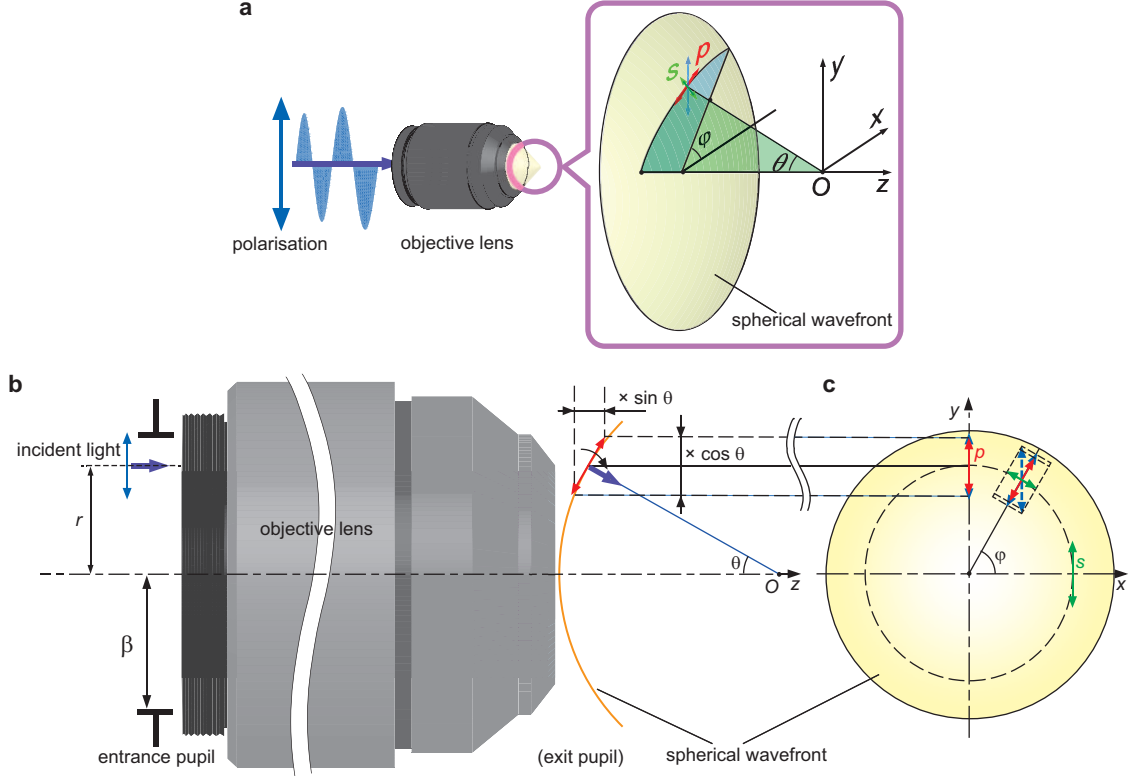 a
polarisation
objective lens
p
s
φ
θ
y
x
O
z
spherical wavefront
b
incident light
r
β
entrance pupil
objective lens
(exit pupil)
× sin θ
× cos θ
θ
O
z
spherical wavefront
c
y
p
φ
s
x